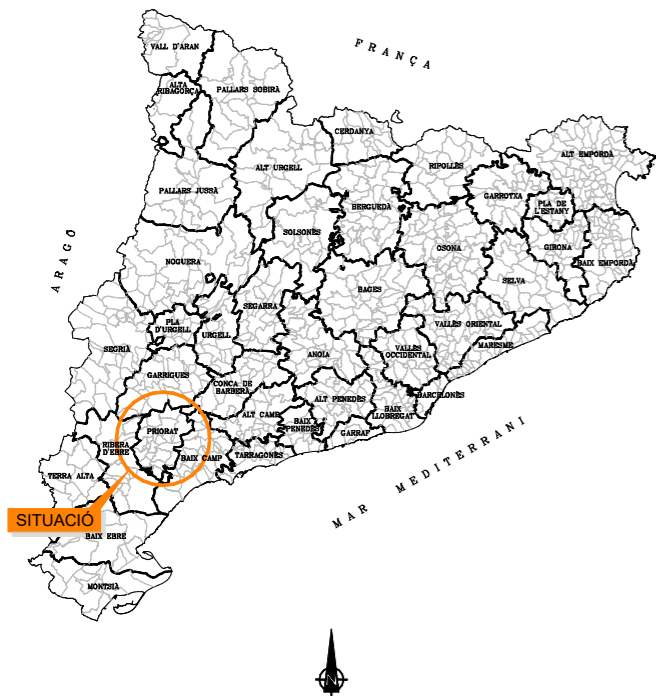 FRANÇA
VALL D'ARAN
ALTA
RIBAGORÇA
PALLARS SOBIRÀ
CERDANYA
ALT URGELL
RIPOLLÈS
ALT EMPORDÀ
PALLARS JUSSÀ
BERGUEDÀ
GARROTXA
PLA DE
L'ESTANY
ARAGÓ
SOLSONÈS
OSONA
GIRONA
NOGUERA
BAIX EMPORDÀ
BAGES
SELVA
SEGARRA
PLA
D'URGELL
URGELL
VALLÈS ORIENTAL
SEGRIÀ
ANOIA
VALLÈS
OCCIDENTAL
MARESME
GARRIGUES
CONCA DE
BARBERÀ
ALT PENEDÈS
BARCELONÈS
ALT CAMP
BAIX
PENEDÈS
BAIX
LLOBREGAT
PRIORAT
GARRAF
RIBERA
D'EBRE
BAIX CAMP
TARRAGONÈS
TERRA ALTA
MAR MEDITERRANI
SITUACIÓ
BAIX EBRE
MONTSIÀ
N